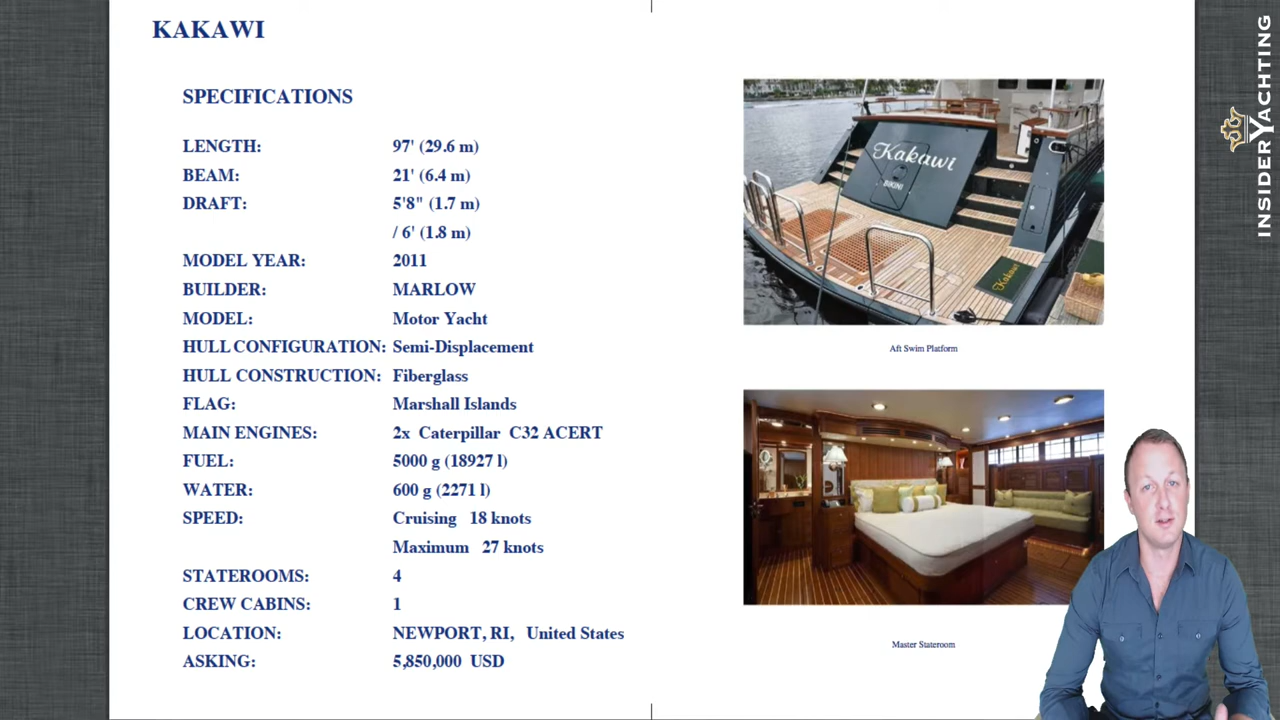 KAKAWI
SPECIFICATIONS
LENGTH: 97' (29.6 m)
BEAM: 21' (6.4 m)
DRAFT: 5'8" (1.7 m)
/ 6' (1.8 m)
MODEL YEAR: 2011
BUILDER: MARLOW
MODEL: Motor Yacht
HULL CONFIGURATION: Semi-Displacement
HULL CONSTRUCTION: Fiberglass
FLAG: Marshall Islands
MAIN ENGINES: 2x Caterpillar C32 ACERT
FUEL: 5000 g (18927 l)
WATER: 600 g (2271 l)
SPEED: Cruising 18 knots
Maximum 27 knots
STATEROOMS: 4
CREW CABINS: 1
LOCATION: NEWPORT, RI, United States
ASKING: 5,850,000 USD
Kakawi
BIKINI
Kakawi
Aft Swim Platform
Master Stateroom
INSIDER YACHTING